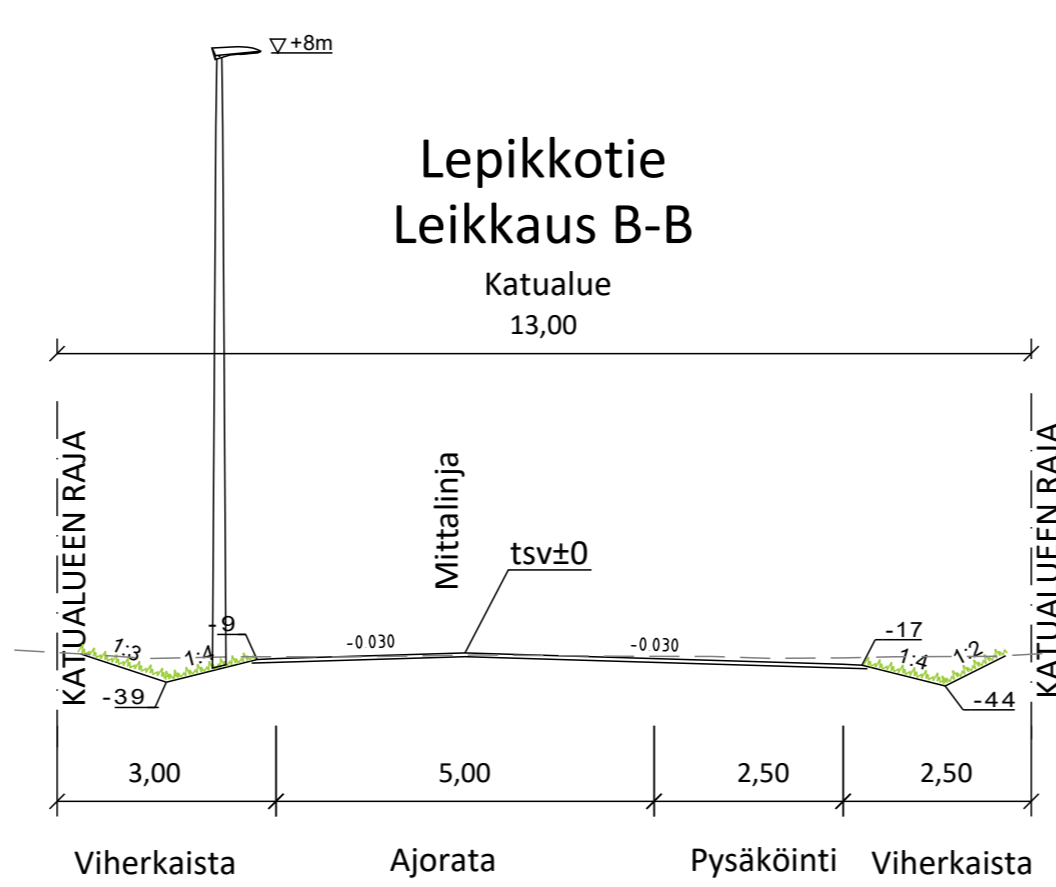 +8m
Lepikkotie
Leikkaus B-B
Katualue
13,00
KATUALUEEN RAJA
Mittalinja
KATUALUEEN RAJA
tsv±0
-9
-17
1:3
1:4
-0.030
-0.030
1:4
1:2
-39
-44
3,00
5,00
2,50
2,50
Viherkaista
Ajorata
Pysäköinti
Viherkaista